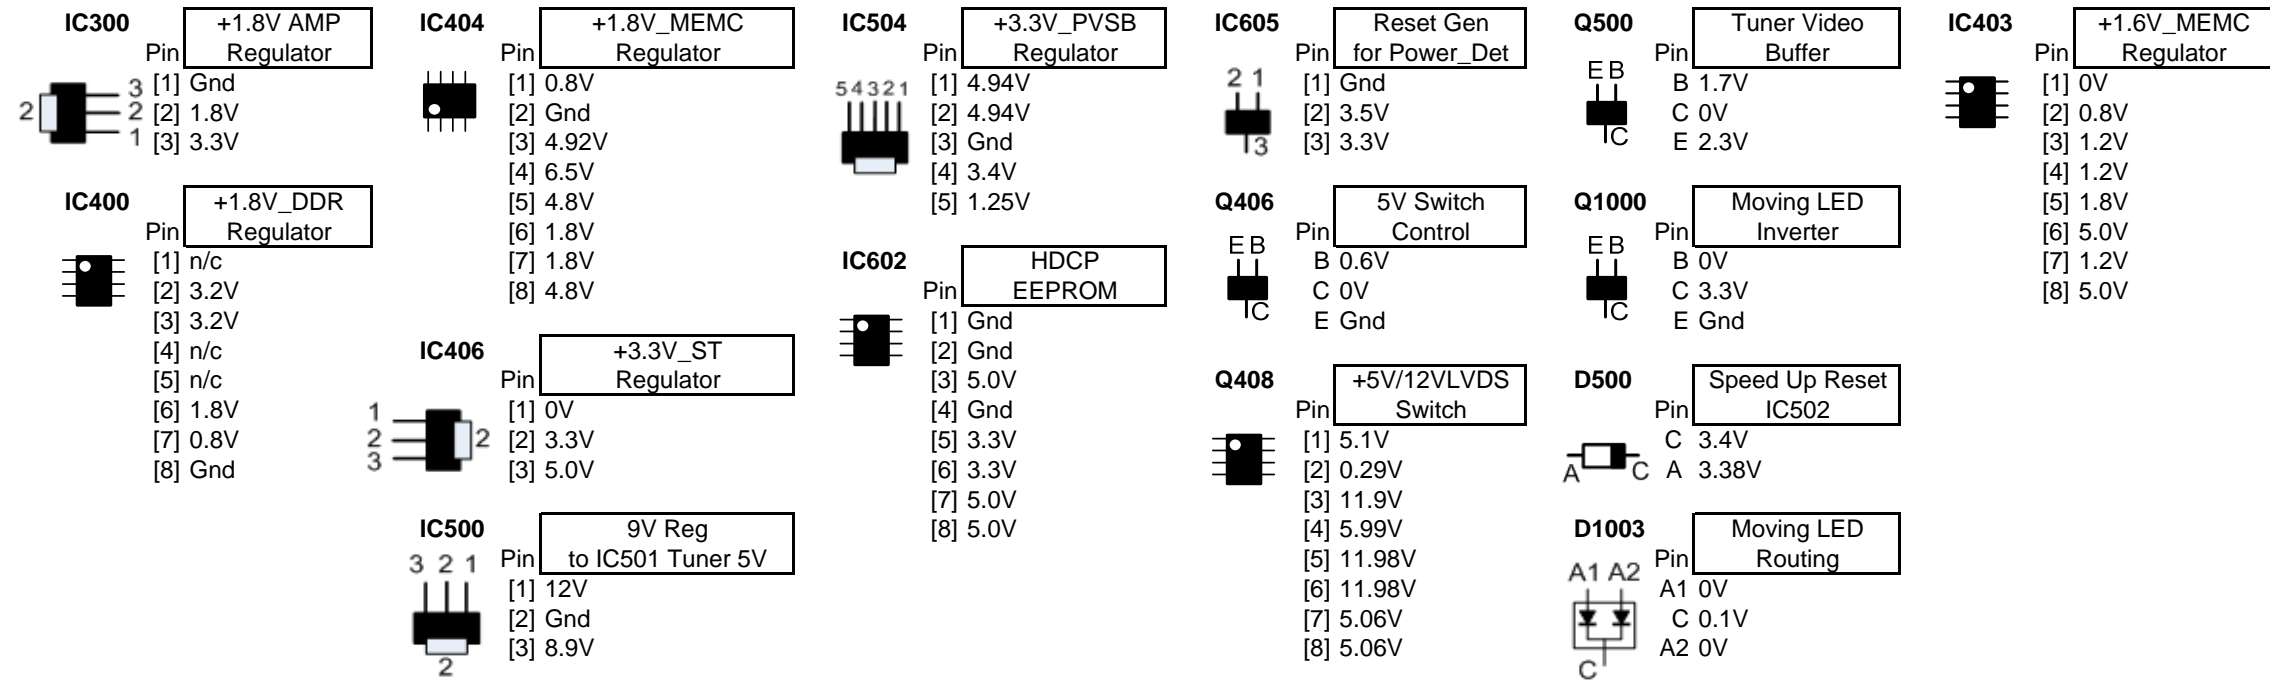 IC300
+1.8V AMP
Pin Regulator
3
2
1
2
[1] Gnd
[2] 1.8V
[3] 3.3V
IC400
+1.8V_DDR
Pin Regulator
[1] n/c
[2] 3.2V
[3] 3.2V
[4] n/c
[5] n/c
[6] 1.8V
[7] 0.8V
[8] Gnd
IC404
+1.8V_MEMC
Pin Regulator
[1] 0.8V
[2] Gnd
[3] 4.92V
[4] 6.5V
[5] 4.8V
[6] 1.8V
[7] 1.8V
[8] 4.8V
IC406
+3.3V_ST
Pin Regulator
1
2
3
2
[1] 0V
[2] 3.3V
[3] 5.0V
IC500
9V Reg
Pin to IC501 Tuner 5V
3 2 1
2
[1] 12V
[2] Gnd
[3] 8.9V
IC504
+3.3V_PVSB
Pin Regulator
5 4 3 2 1
[1] 4.94V
[2] 4.94V
[3] Gnd
[4] 3.4V
[5] 1.25V
IC602
HDCP
Pin EEPROM
[1] Gnd
[2] Gnd
[3] 5.0V
[4] Gnd
[5] 3.3V
[6] 3.3V
[7] 5.0V
[8] 5.0V
IC605
Reset Gen
Pin for Power_Det
2 1
3
[1] Gnd
[2] 3.5V
[3] 3.3V
Q406
5V Switch
Pin Control
E B
C
B 0.6V
C 0V
E Gnd
Q408
+5V/12VLVDS
Pin Switch
[1] 5.1V
[2] 0.29V
[3] 11.9V
[4] 5.99V
[5] 11.98V
[6] 11.98V
[7] 5.06V
[8] 5.06V
Q500
Tuner Video
Pin Buffer
E B
C
B 1.7V
C 0V
E 2.3V
Q1000
Moving LED
Pin Inverter
E B
C
B 0V
C 3.3V
E Gnd
D500
Speed Up Reset
Pin IC502
A C
C 3.4V
A 3.38V
D1003
Moving LED
Pin Routing
A1 A2
C
A1 0V
C 0.1V
A2 0V
IC403
+1.6V_MEMC
Pin Regulator
[1] 0V
[2] 0.8V
[3] 1.2V
[4] 1.2V
[5] 1.8V
[6] 5.0V
[7] 1.2V
[8] 5.0V